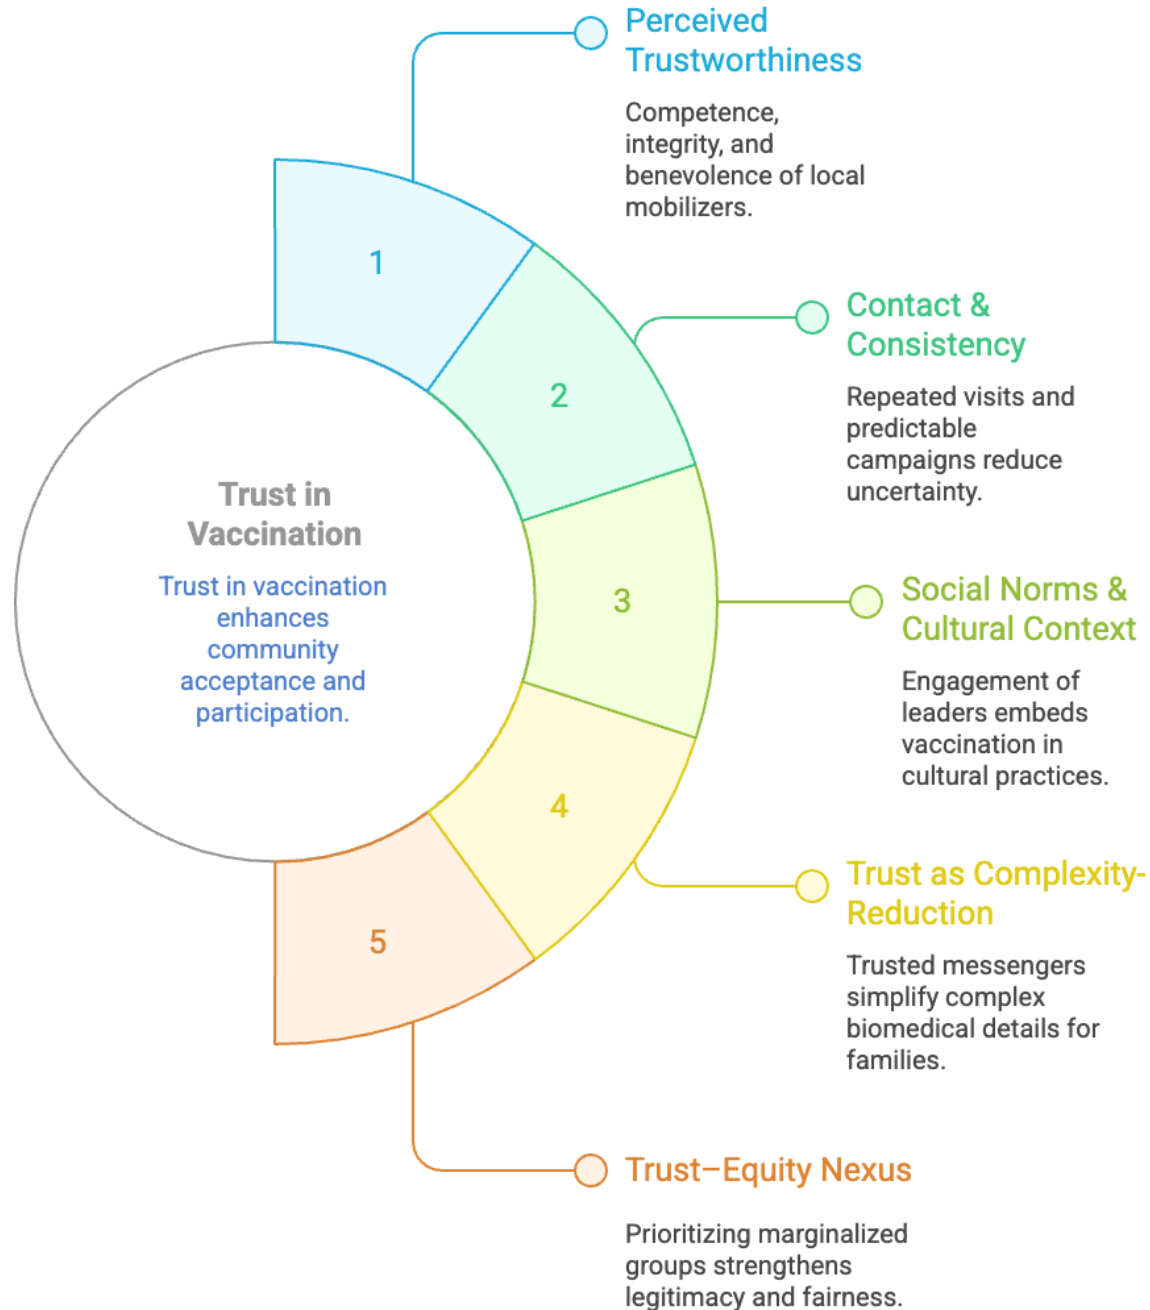 Perceived
Trustworthiness
Competence,
integrity, and
benevolence of local
mobilizers.
1
Contact &
Consistency
Repeated visits and
predictable
campaigns reduce
uncertainty.
2
Trust in
Vaccination
Trust in vaccination
enhances
community
acceptance and
participation.
3
Social Norms &
Cultural Context
Engagement of
leaders embeds
vaccination in
cultural practices.
4
Trust as Complexity-
Reduction
Trusted messengers
simplify complex
biomedical details for
families.
5
Trust–Equity Nexus
Prioritizing marginalized
groups strengthens
legitimacy and fairness.